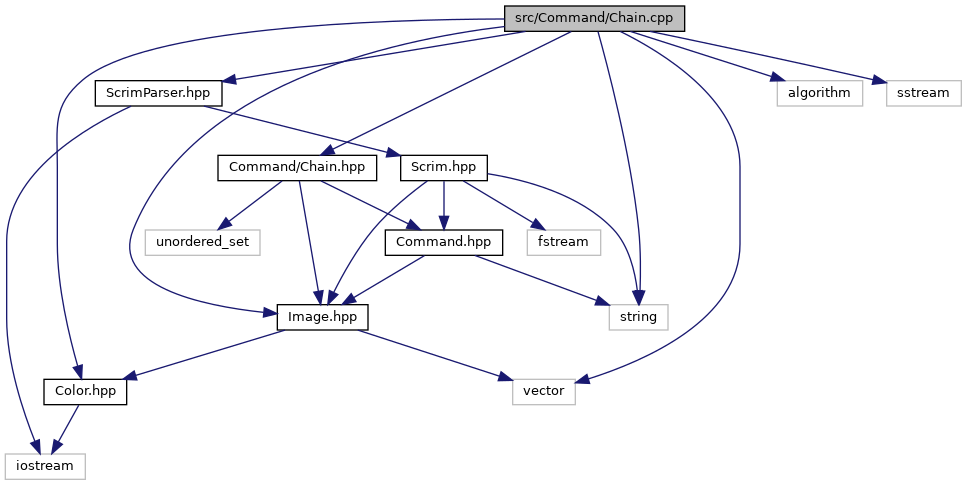 src/Command/Chain.cpp
ScrimParser.hpp
algorithm
sstream
Command/Chain.hpp
Scrim.hpp
unordered_set
Command.hpp
fstream
Image.hpp
string
Color.hpp
vector
iostream